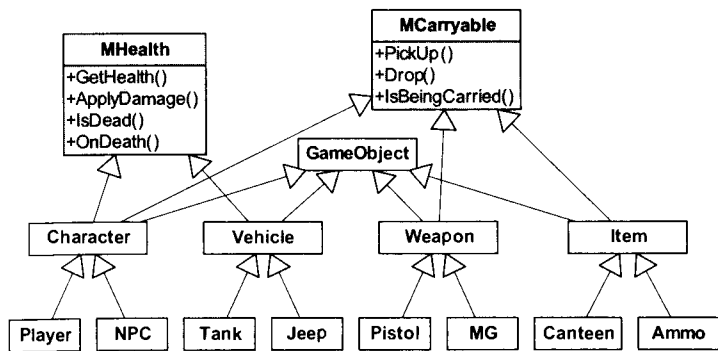 MCarryable
+PickUp()
+Drop()
+IsBeingCarried()
MHealth
+GetHealth()
+ApplyDamage()
+IsDead()
+OnDeath()
GameObject
Character
Vehicle
Weapon
Item
Player
NPC
Tank
Jeep
Pistol
MG
Canteen
Ammo